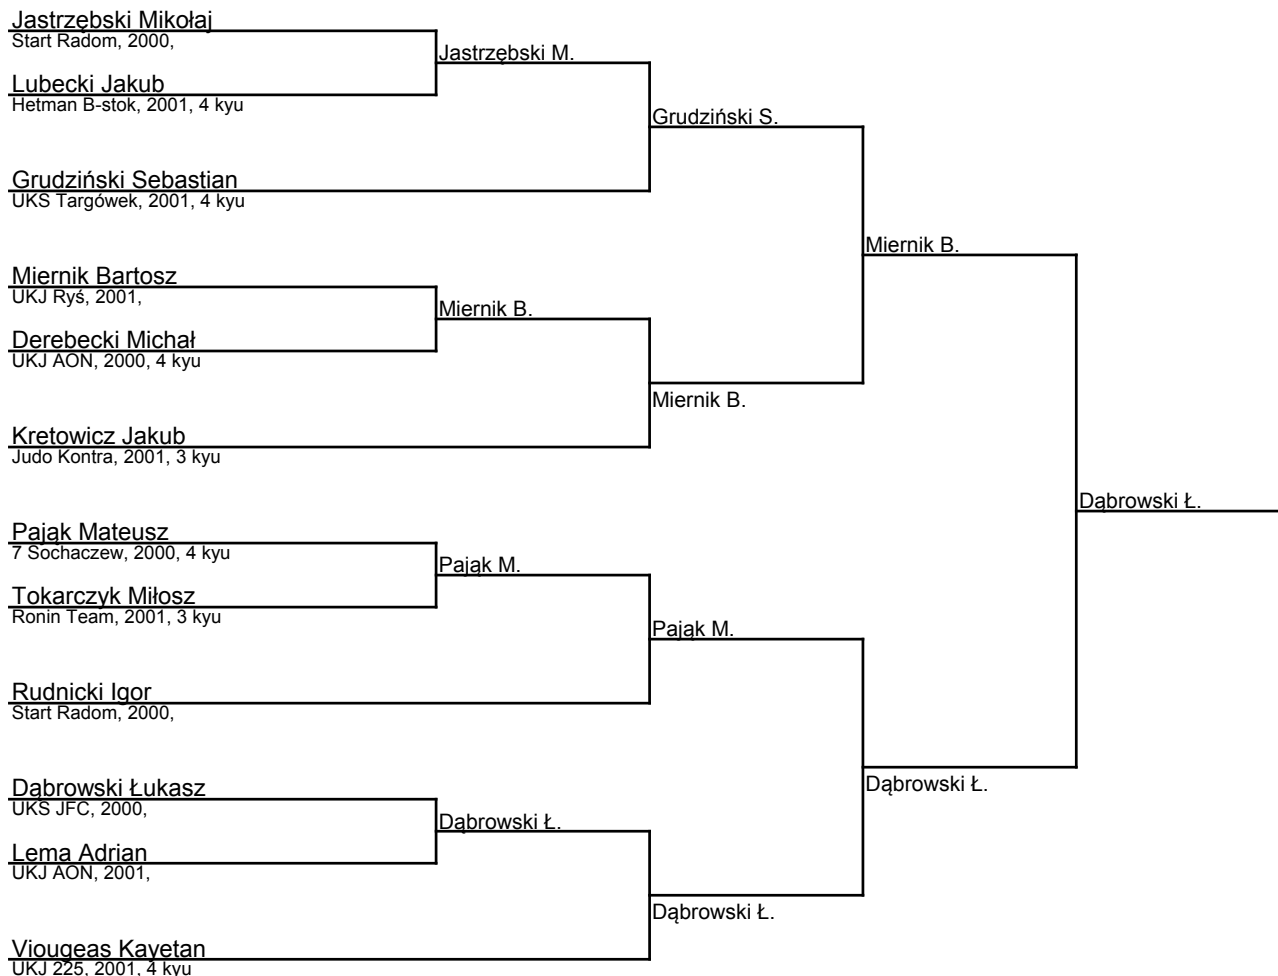 Jastrzębski Mikołaj
Start Radom, 2000,
Jastrzębski M.
Lubecki Jakub
Hetman B-stok, 2001, 4 kyu
Grudziński S.
Grudziński Sebastian
UKS Targówek, 2001, 4 kyu
Miernik B.
Miernik Bartosz
UKJ Ryś, 2001,
Miernik B.
Derebecki Michał
UKJ AON, 2000, 4 kyu
Miernik B.
Kretowicz Jakub
Judo Kontra, 2001, 3 kyu
Dąbrowski Ł.
Pająk Mateusz
7 Sochaczew, 2000, 4 kyu
Pająk M.
Tokarczyk Miłosz
Ronin Team, 2001, 3 kyu
Pająk M.
Rudnicki Igor
Start Radom, 2000,
Dąbrowski Ł.
Dąbrowski Łukasz
UKS JFC, 2000,
Dąbrowski Ł.
Lema Adrian
UKJ AON, 2001,
Dąbrowski Ł.
Viougeas Kayetan
UKJ 225, 2001, 4 kyu